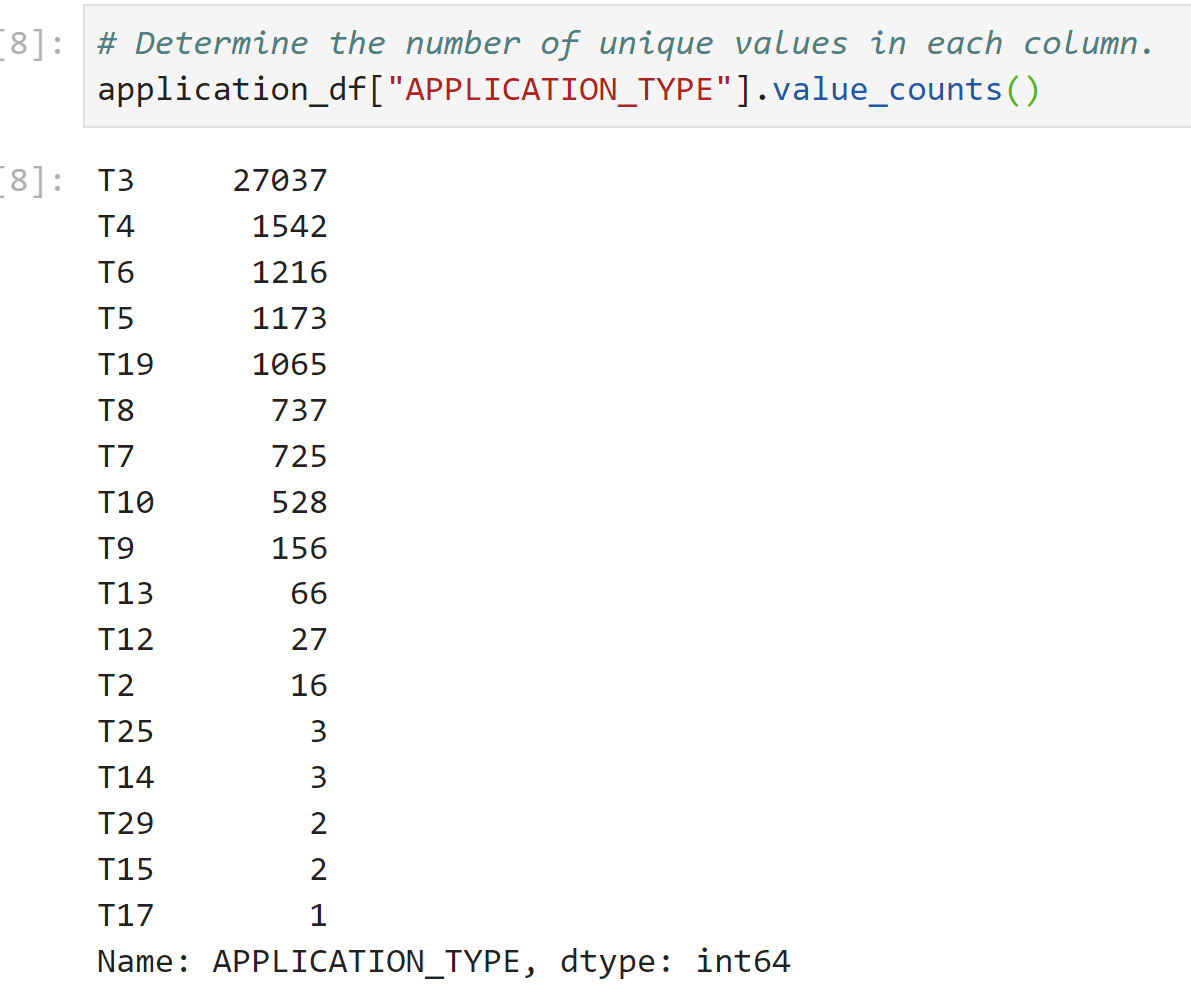 [8]: # Determine the number of unique values in each column.
application_df["APPLICATION_TYPE"].value_counts()
[8]: T3 27037
T4 1542
T6 1216
T5 1173
T19 1065
T8 737
T7 725
T10 528
T9 156
T13 66
T12 27
T2 16
T25 3
T14 3
T29 2
T15 2
T17 1
Name: APPLICATION_TYPE, dtype: int64